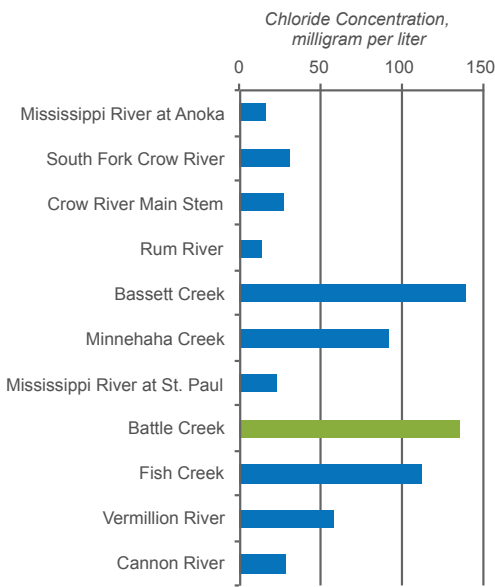 Chloride Concentration,
milligram per liter
0 50 100 150
Mississippi River at Anoka
South Fork Crow River
Crow River Main Stem
Rum River
Bassett Creek
Minnehaha Creek
Mississippi River at St. Paul
Battle Creek
Fish Creek
Vermillion River
Cannon River